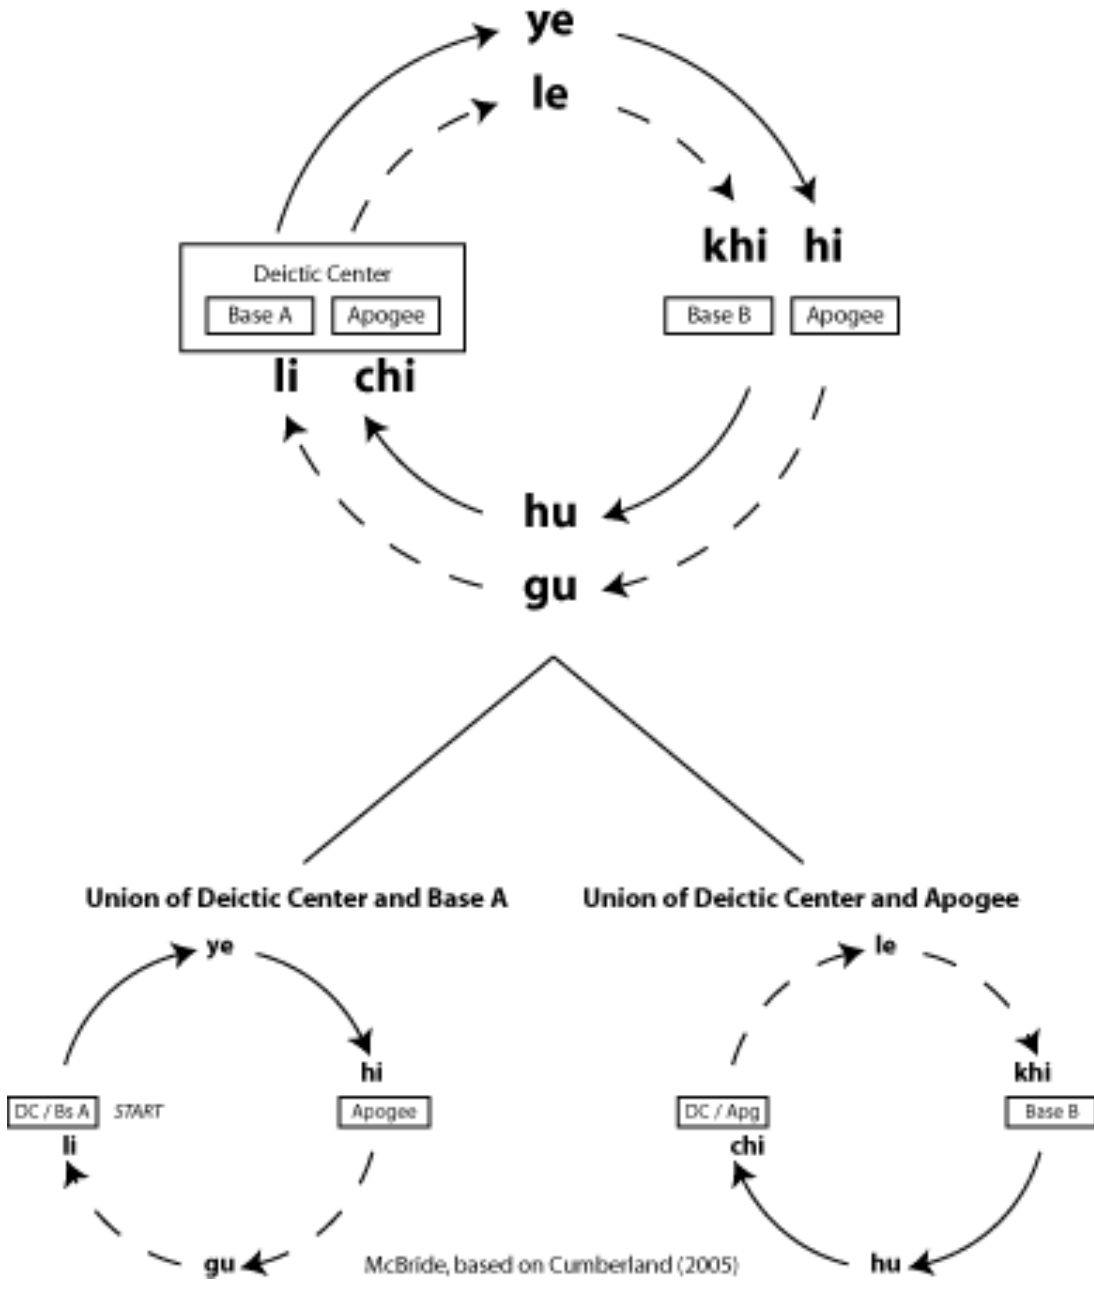 ye
le
khi hi
Deictic Center
Base A Apogee Base B Apogee
li chi
hu
gu
Union of Deictic Center and Base A Union of Deictic Center and Apogee
ye le
hi khi
DC / Bs A START Apogee DC / Apg Base B
li chi
gu McBride, based on Cumberland (2005) hu